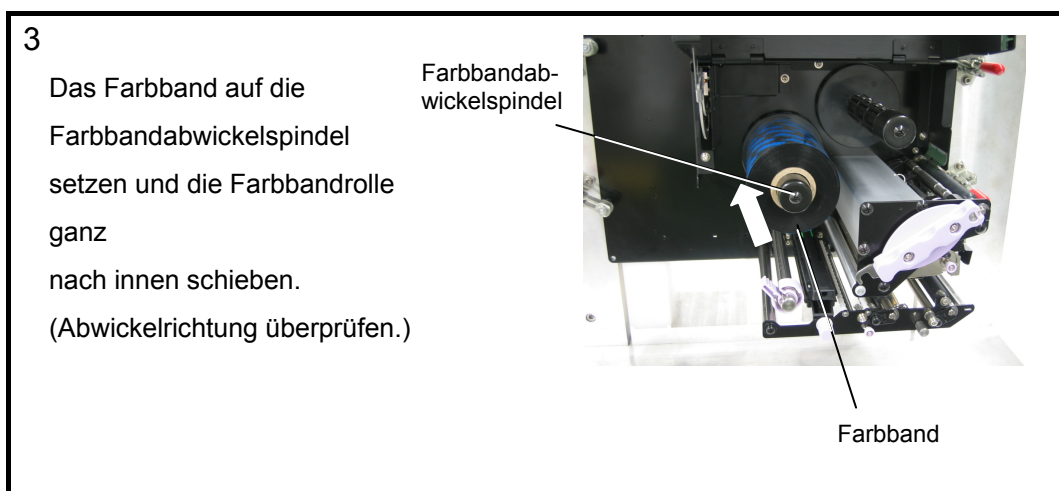 3
Das Farbband auf die
Farbbandabwickelspindel
setzen und die Farbbandrolle
ganz
nach innen schieben.
(Abwickelrichtung überprüfen.)
Farbbandab-
wickelspindel
Farbband